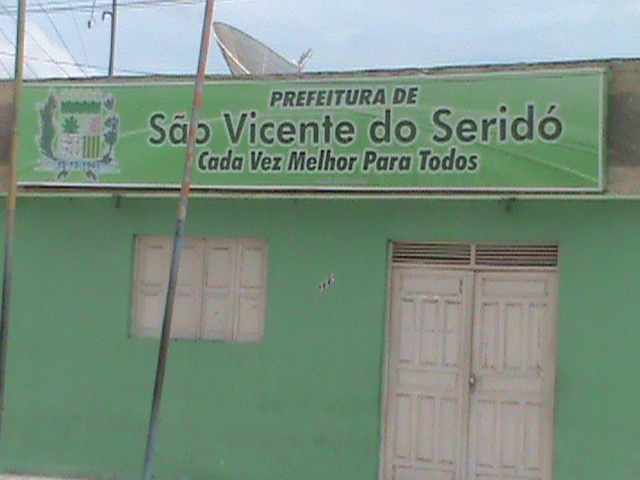 PREFEITURA DE
São Vicente do Seridó
Cada Vez Melhor Para Todos